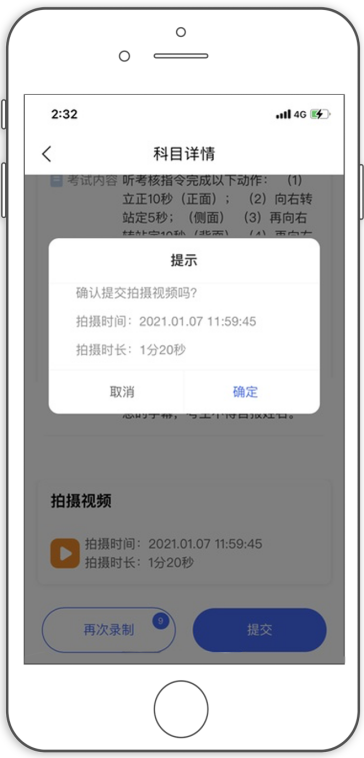 2:32
4G
科目详情
考试内容 听考核指令完成以下动作：（1）
立正10秒（正面）；（2）向右转
站定5秒；（侧面）（3）再向右
转站定10秒（背面）（4）再向右
提示
确认提交拍摄视频吗？
拍摄时间：2021.01.07 11:59:45
拍摄时长：1分20秒
取消
确定
考生不得自报姓名。
拍摄视频
拍摄时间：2021.01.07 11:59:45
拍摄时长：1分20秒
再次录制
9
提交